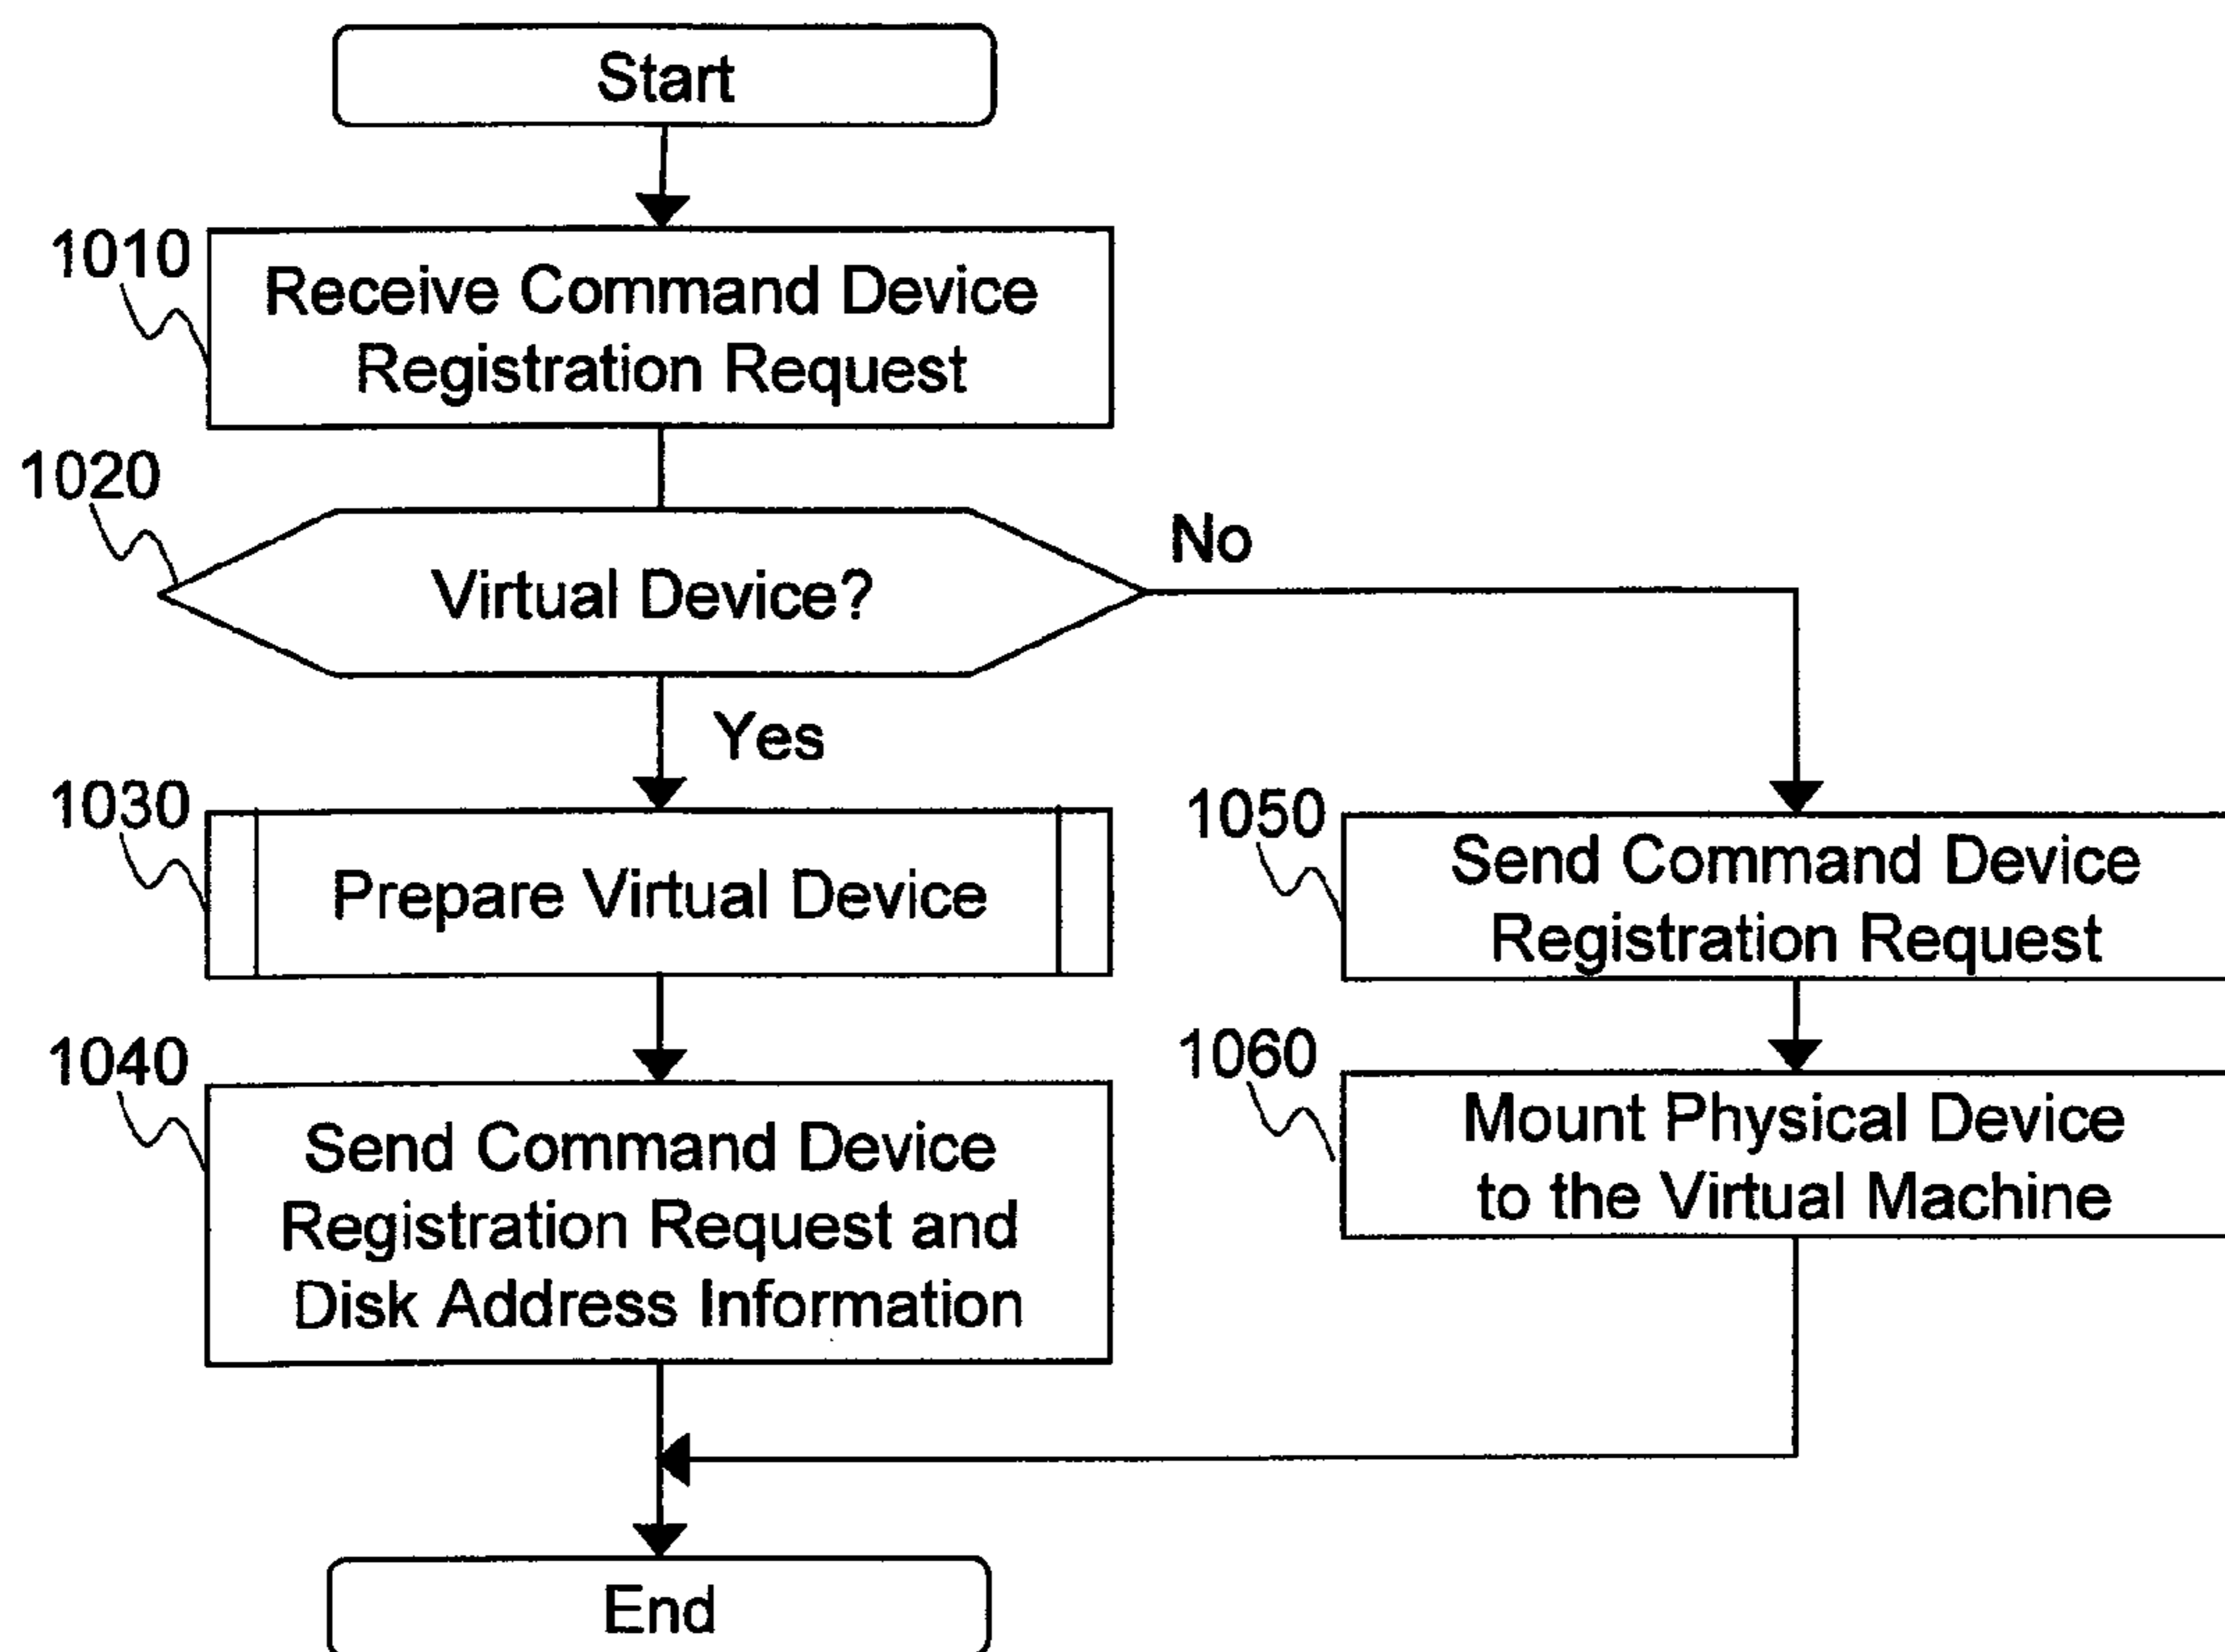 Start
1010
Receive Command Device
Registration Request
1020
Virtual Device?
No
Yes
1030
Prepare Virtual Device
1050
Send Command Device
Registration Request
1040
Send Command Device
Registration Request and
Disk Address Information
1060
Mount Physical Device
to the Virtual Machine
End